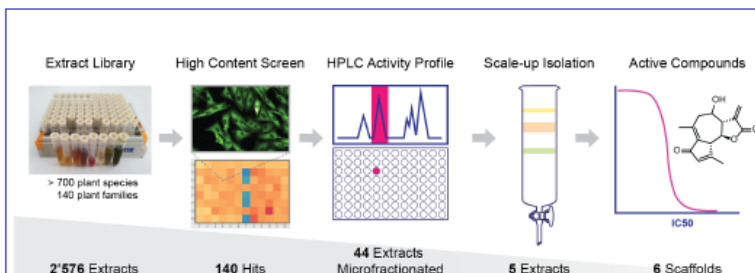 Extract Library
High Content Screen
HPLC Activity Profile
Scale-up Isolation
Active Compounds
> 700 plant species
140 plant families
OH
O
O
O
IC50
2'576 Extracts
140 Hits
44 Extracts
Microfractionated
5 Extracts
6 Scaffolds